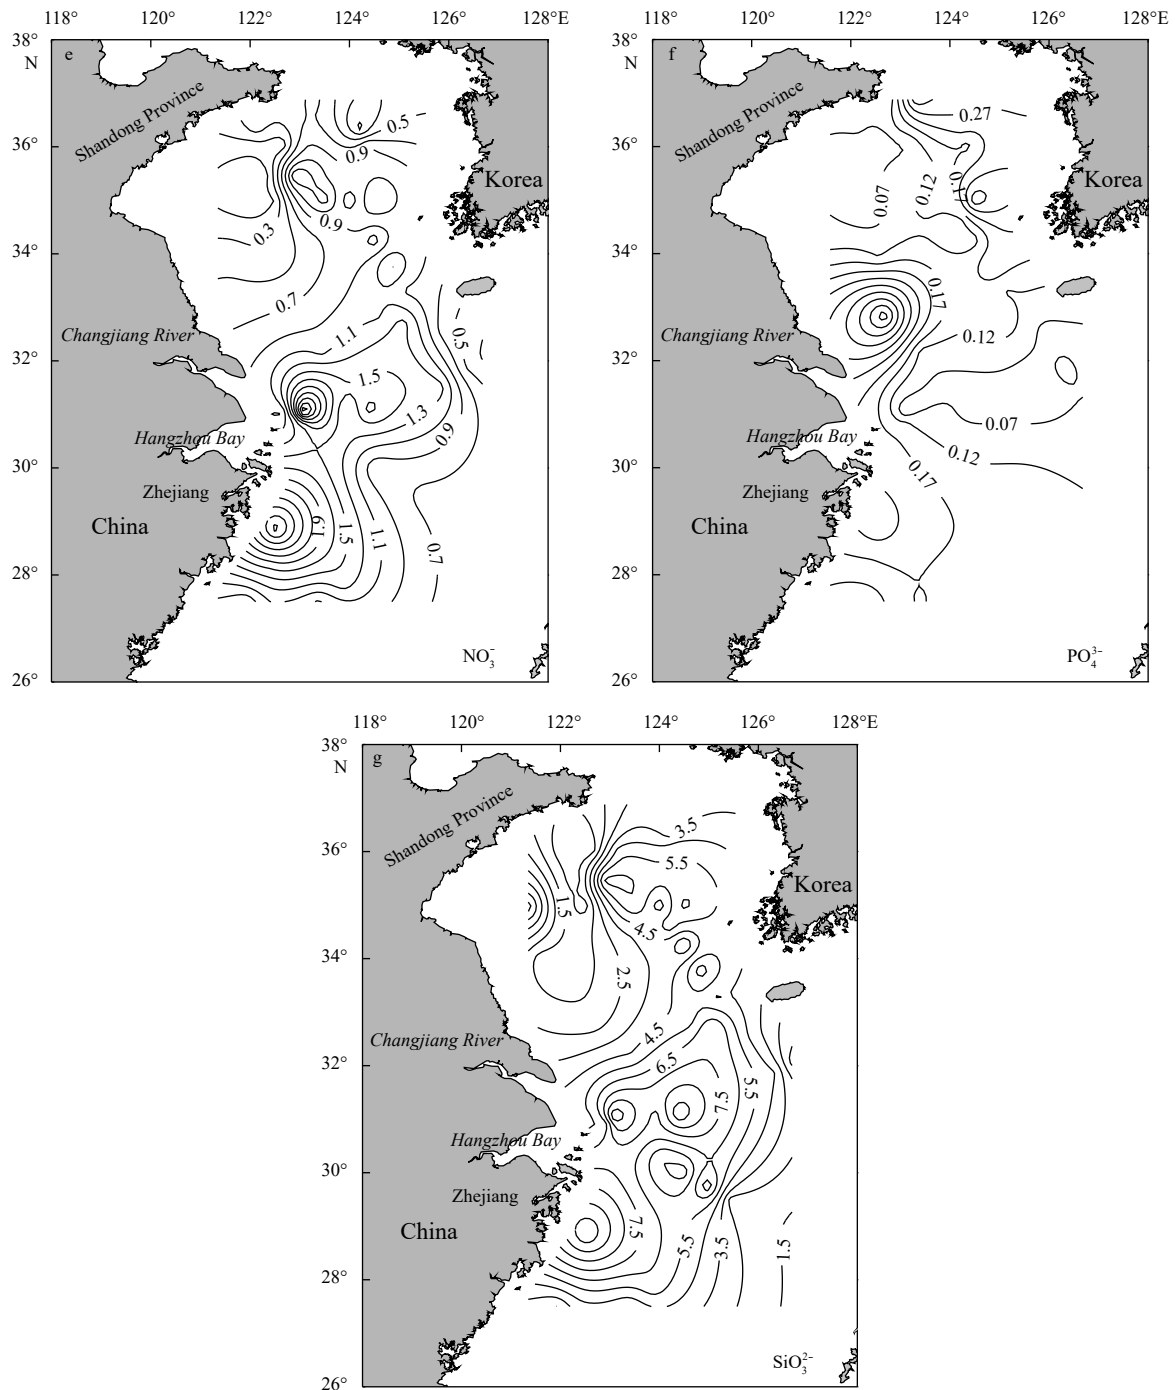 118° 120° 122° 124° 126° 128°E
38°
N
e
Shandong Province
0.5
36°
0.9
Korea
0.9
0.3
34°
0.7
Changjiang River
1.1
0.5
32°
1.5
1.3
Hangzhou Bay
0.9
30°
Zhejiang
China
1.9
1.5
1.1
0.7
28°
NO₃⁻
26°
118° 120° 122° 124° 126° 128°E
38°
N
f
Shandong Province
0.27
36°
0.07
0.12
Korea
34°
0.17
Changjiang River
0.12
32°
0.07
Hangzhou Bay
0.12
30°
0.17
Zhejiang
China
28°
PO₄³⁻
26°
118° 120° 122° 124° 126° 128°E
38°
N
g
Shandong Province
3.5
36°
5.5
Korea
1.5
4.5
34°
2.5
Changjiang River
4.5
32°
6.5
5.5
7.5
Hangzhou Bay
30°
Zhejiang
China
7.5
5.5
3.5
1.5
28°
SiO₃²⁻
26°